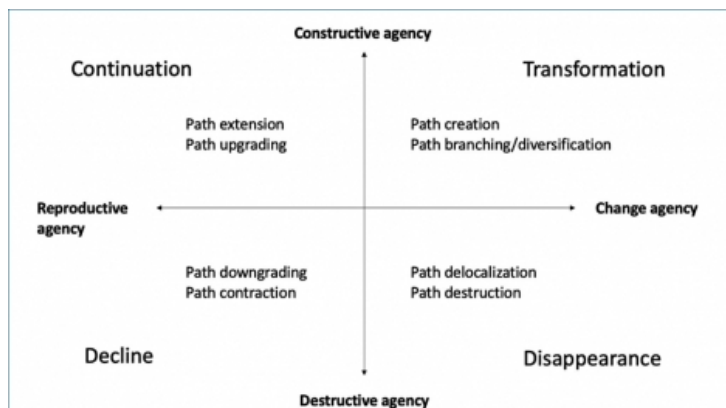 Constructive agency
Continuation
Transformation
Path extension
Path upgrading
Path creation
Path branching/diversification
Reproductive
agency
Change agency
Path downgrading
Path contraction
Path delocalization
Path destruction
Decline
Disappearance
Destructive agency